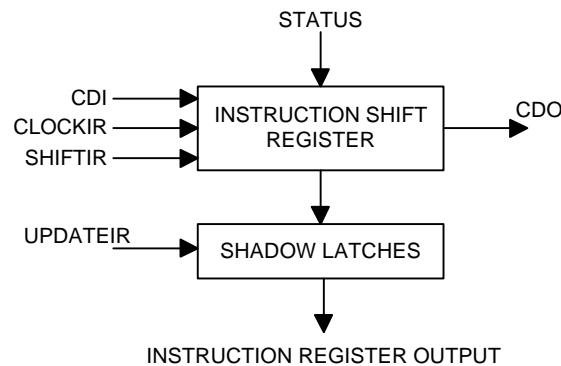 STATUS
CDI
CLOCKIR
SHIFTIR
INSTRUCTION SHIFT
REGISTER
CDO
UPDATEIR
SHADOW LATCHES
INSTRUCTION REGISTER OUTPUT